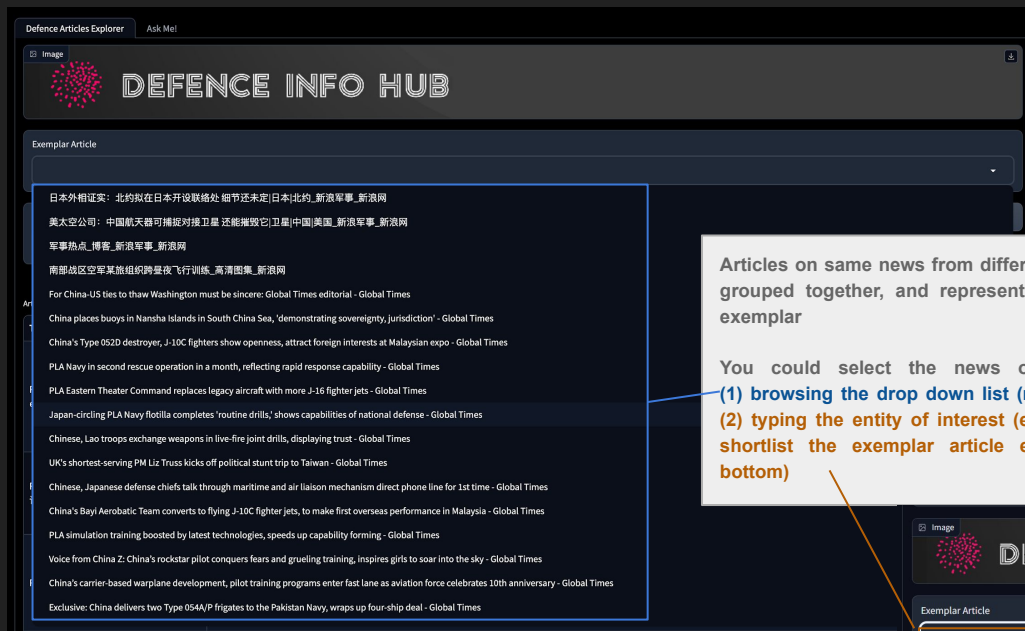 Defence Articles Explorer
Ask Me!
Image
DEFENCE INFO HUB
Exemplar Article
日本外相证实：北约拟在日本开设联络处 细节还未定|日本|北约_新浪军事_新浪网
美太空公司：中国航天器可捕捉对接卫星 还能摧毁它|卫星|中国|美国_新浪军事_新浪网
军事热点_博客_新浪军事_新浪网
南部战区空军某旅组织跨昼夜飞行训练_高清图集_新浪网
For China-US ties to thaw Washington must be sincere: Global Times editorial - Global Times
China places buoys in Nansha Islands in South China Sea, 'demonstrating sovereignty, jurisdiction' - Global Times
China's Type 052D destroyer, J-10C fighters show openness, attract foreign interests at Malaysian expo - Global Times
PLA Navy in second rescue operation in a month, reflecting rapid response capability - Global Times
PLA Eastern Theater Command replaces legacy aircraft with more J-16 fighter jets - Global Times
Japan-circling PLA Navy flotilla completes 'routine drills,' shows capabilities of national defense - Global Times
Chinese, Lao troops exchange weapons in live-fire joint drills, displaying trust - Global Times
UK's shortest-serving PM Liz Truss kicks off political stunt trip to Taiwan - Global Times
Chinese, Japanese defense chiefs talk through maritime and air liaison mechanism direct phone line for 1st time - Global Times
China's Bayi Aerobatic Team converts to flying J-10C fighter jets, to make first overseas performance in Malaysia - Global Times
PLA simulation training boosted by latest technologies, speeds up capability forming - Global Times
Voice from China Z: China's rockstar pilot conquers fears and grueling training, inspires girls to soar into the sky - Global Times
China's carrier-based warplane development, pilot training programs enter fast lane as aviation force celebrates 10th anniversary - Global Times
Exclusive: China delivers two Type 054A/P frigates to the Pakistan Navy, wraps up four-ship deal - Global Times
Articles on same news from differ
grouped together, and represent
exemplar
You could select the news
(1) browsing the drop down list (
(2) typing the entity of interest (
shortlist the exemplar article
bottom)
Image
Exemplar Article